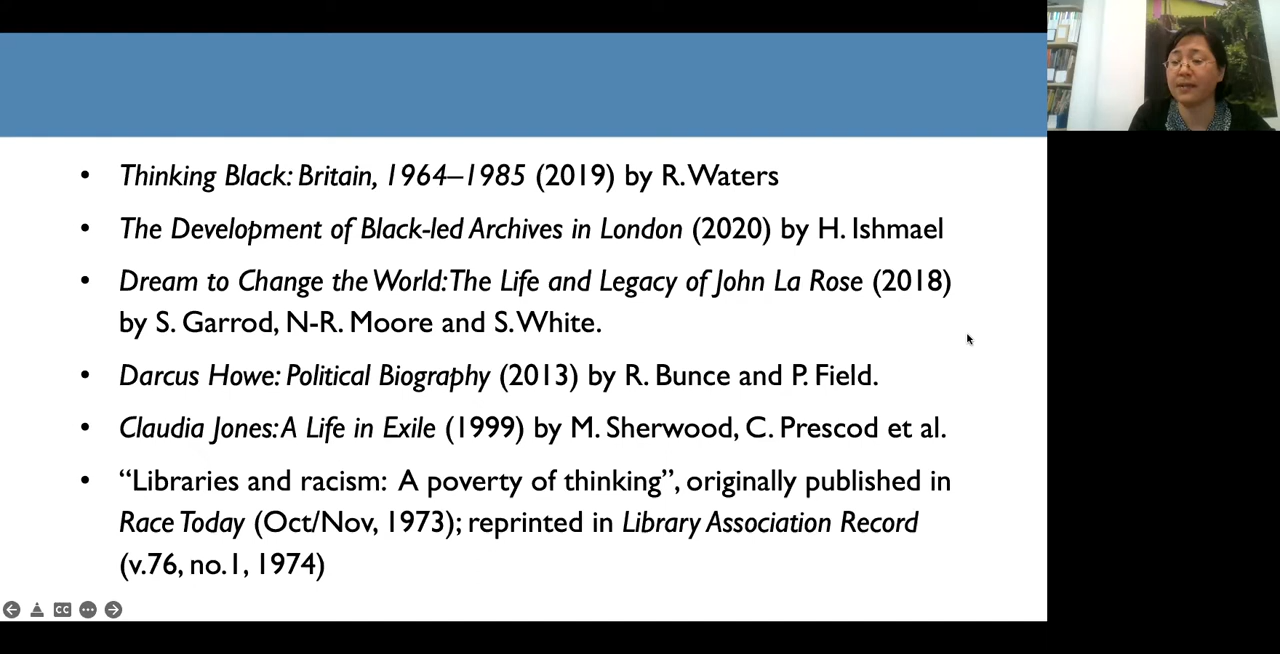 • Thinking Black: Britain, 1964–1985 (2019) by R. Waters
• The Development of Black-led Archives in London (2020) by H. Ishmael
• Dream to Change the World: The Life and Legacy of John La Rose (2018)
by S. Garrod, N-R. Moore and S. White.
• Darcus Howe: Political Biography (2013) by R. Bunce and P. Field.
• Claudia Jones: A Life in Exile (1999) by M. Sherwood, C. Prescod et al.
• “Libraries and racism: A poverty of thinking”, originally published in
Race Today (Oct/Nov, 1973); reprinted in Library Association Record
(v.76, no.1, 1974)
CC